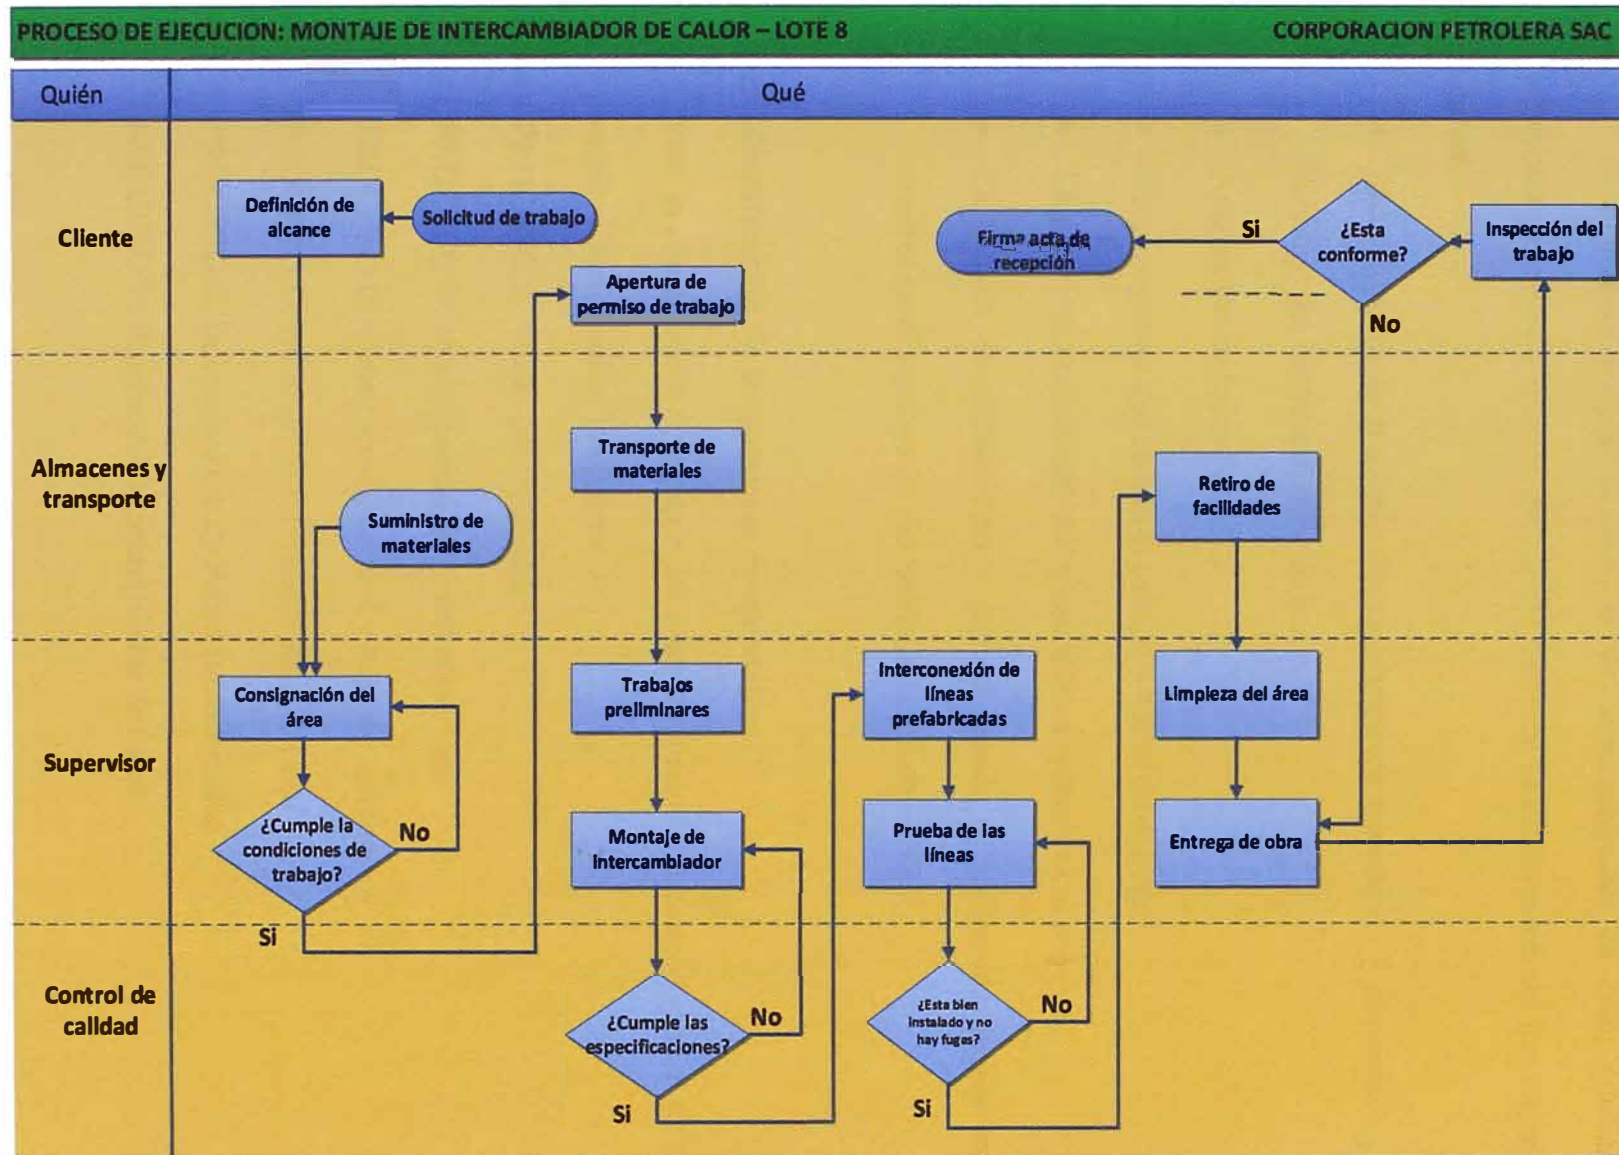 PROCESO DE EJECUCION: MONTAJE DE INTERCAMBIADOR DE CALOR – LOTE 8
CORPORACION PETROLERA SAC
Quién
Qué
Cliente
Definición de
alcance
Solicitud de trabajo
Apertura de
permiso de trabajo
Firma acta de
recepción
Si
¿Esta
conforme?
No
Inspección del
trabajo
Almacenes y
transporte
Suministro de
materiales
Transporte de
materiales
Retiro de
facilidades
Supervisor
Consignación del
área
¿Cumple la
condiciones de
trabajo?
No
Si
Trabajos
preliminares
Montaje de
intercambiador
Interconexión de
líneas
prefabricadas
Prueba de las
líneas
Limpieza del área
Entrega de obra
Control de
calidad
¿Cumple las
especificaciones?
No
Si
¿Esta bien
instalado y no
hay fugas?
No
Si